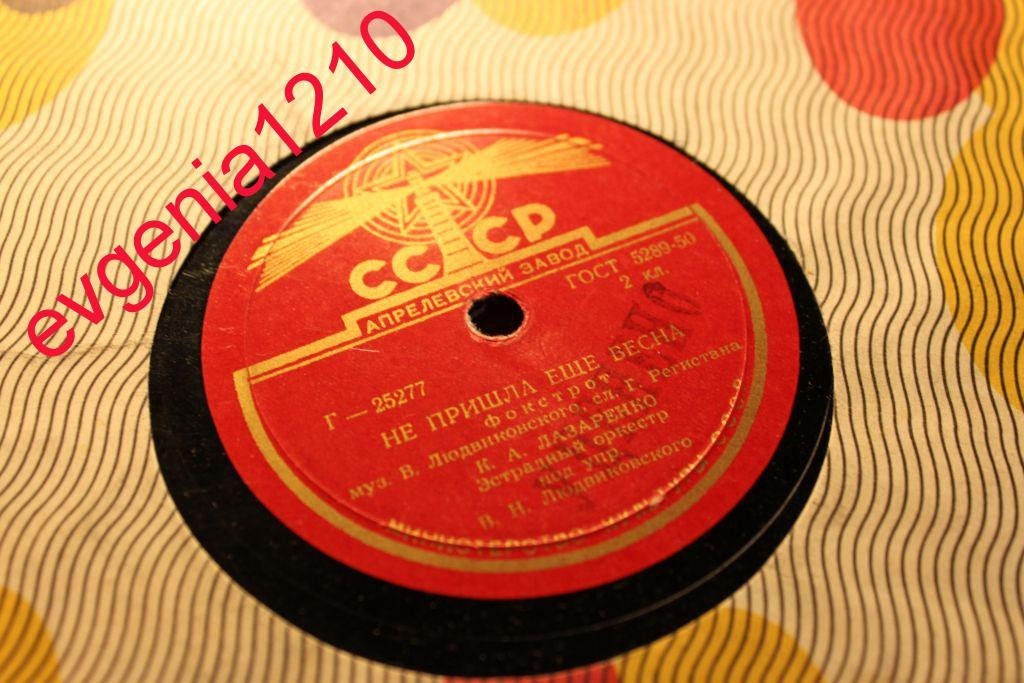 evgenia1210
СССР
АПРЕЛЕВСКИЙ ЗАВОД
ГОСТ 5289-50
2 кл.
Г — 25277
НЕ ПРИШЛА ЕЩЕ ВЕСНА
Фокстрот
муз. В. Людвиконского, сл. Г. Регистана
К. А. ЛАЗАРЕНКО
Эстрадный оркестр
под упр.
В. Н. Людвиковского